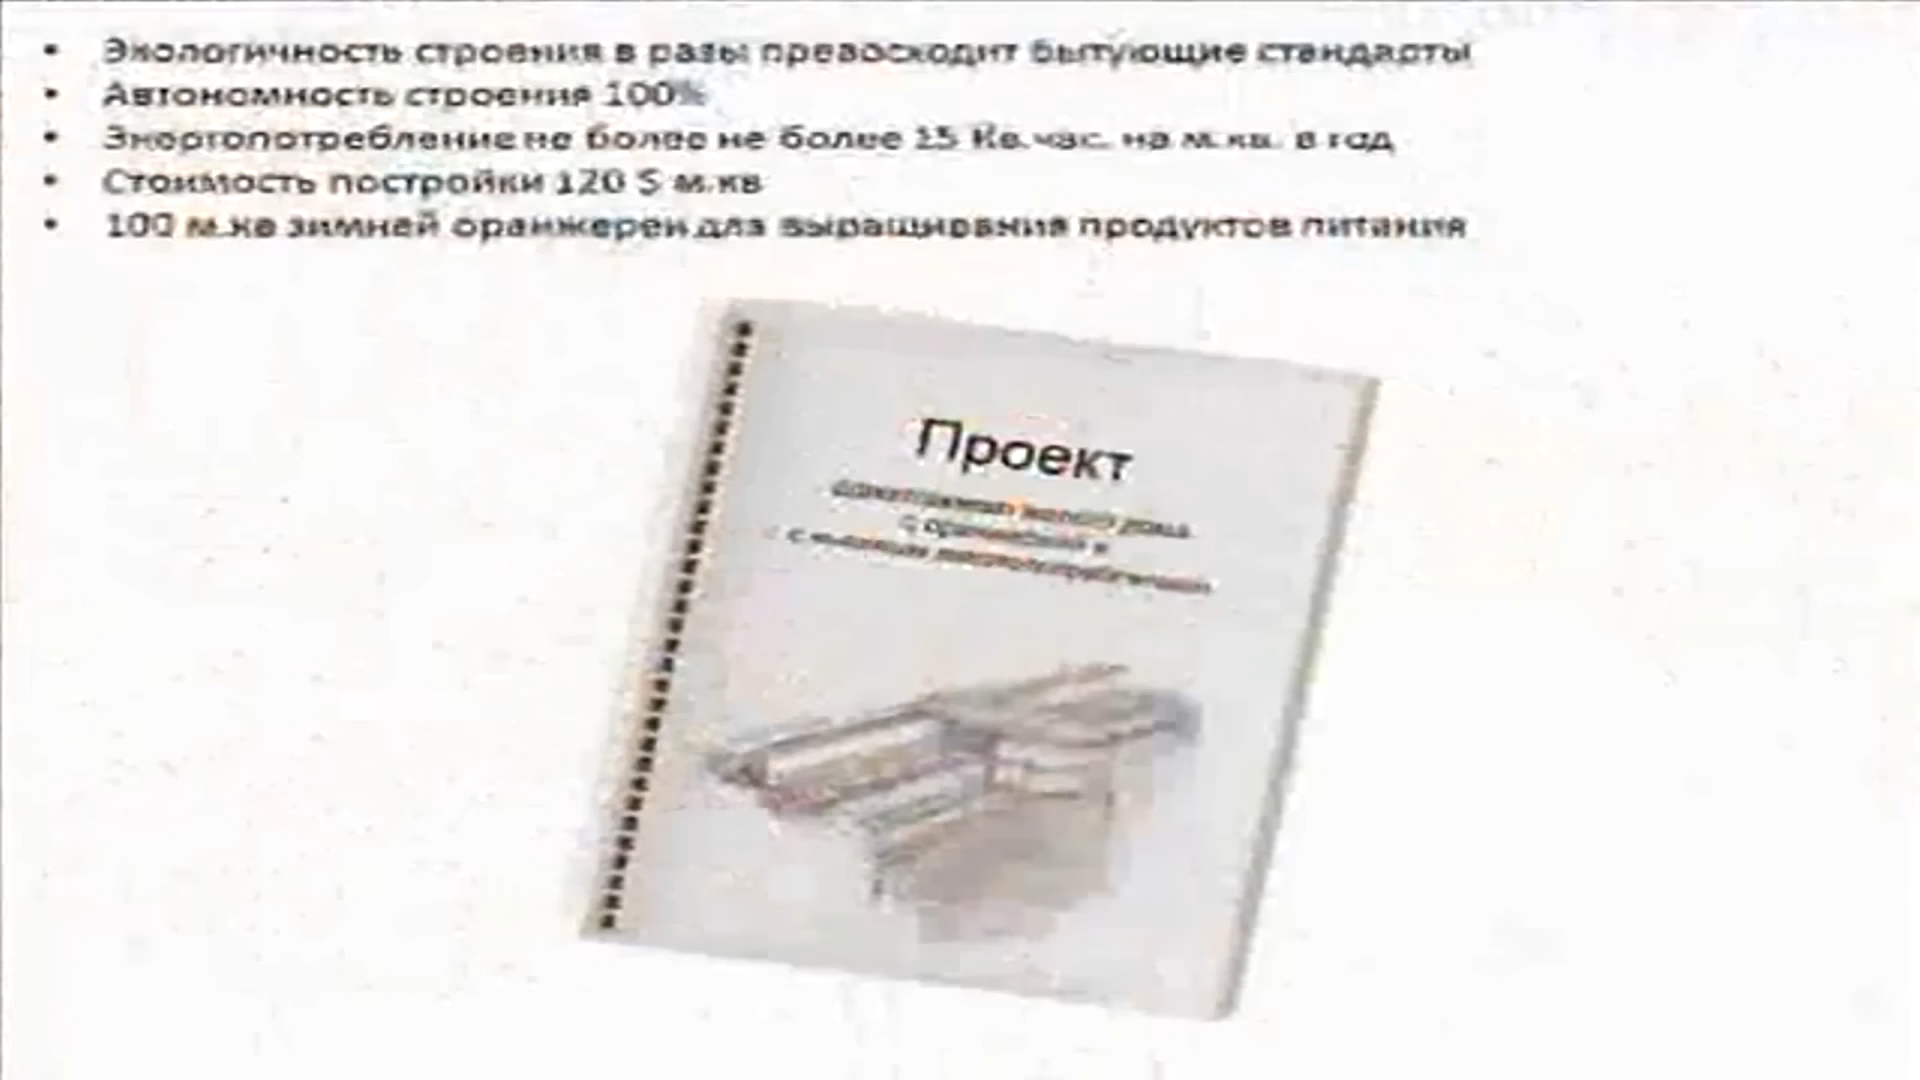 Экологичность строения в разы превосходит бытующие стандарты
Автономность строения 100%
Энергопотребление не более не более 15 Кв.час. на м.кв. в год
Стоимость постройки 120 $ м.кв
100 м.кв зимней оранжереи для выращивания продуктов питания
Проект
дома
с
с